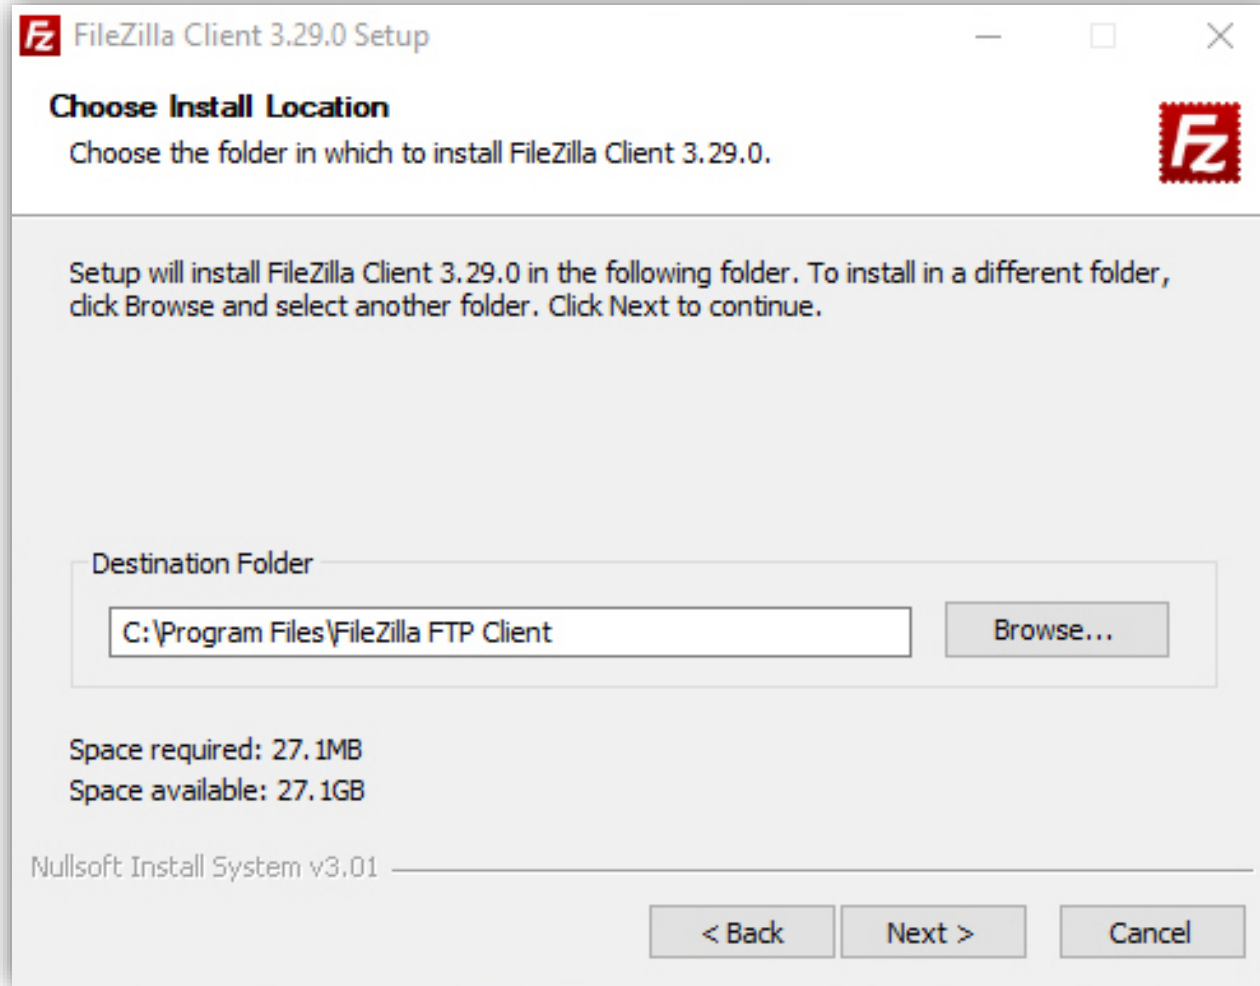 FileZilla Client 3.29.0 Setup
Choose Install Location
Choose the folder in which to install FileZilla Client 3.29.0.
Fz
Setup will install FileZilla Client 3.29.0 in the following folder. To install in a different folder,
click Browse and select another folder. Click Next to continue.
Destination Folder
C:\Program Files\FileZilla FTP Client
Browse...
Space required: 27.1MB
Space available: 27.1GB
Nullsoft Install System v3.01
< Back
Next >
Cancel